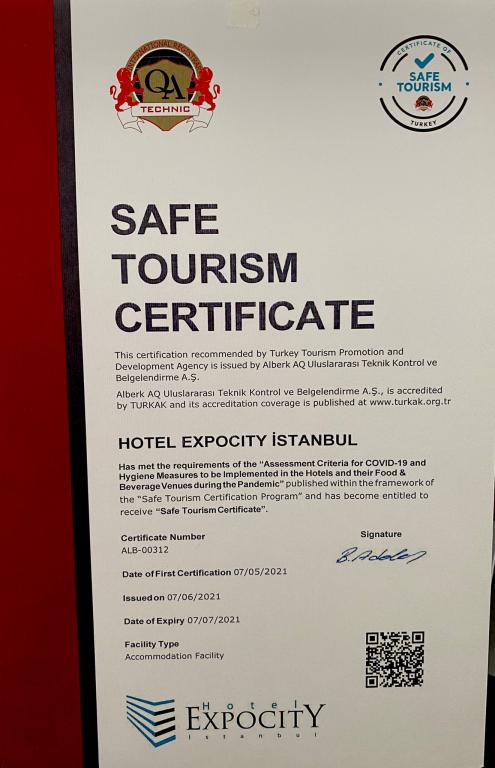 INTERNATIONAL REGISTRAR
QA
TECHNIC
CERTIFICATE OF
SAFE
TOURISM
TURKEY
SAFE
TOURISM
CERTIFICATE
This certification recommended by Turkey Tourism Promotion and
Development Agency is issued by Alberk AQ Uluslararası Teknik Kontrol ve
Belgelendirme A.Ş.
Alberk AQ Uluslararası Teknik Kontrol ve Belgelendirme A.Ş., is accredited
by TURKAK and its accreditation coverage is published at www.turkak.org.tr
HOTEL EXPOCITY İSTANBUL
Has met the requirements of the "Assessment Criteria for COVID-19 and
Hygiene Measures to be Implemented in the Hotels and their Food &
Beverage Venues during the Pandemic" published within the framework of
the "Safe Tourism Certification Program" and has become entitled to
receive "Safe Tourism Certificate".
Certificate Number
ALB-00312
Signature
Date of First Certification 07/05/2021
Issued on 07/06/2021
Date of Expiry 07/07/2021
Facility Type
Accommodation Facility
Hotel
EXPOCITY
İstanbul